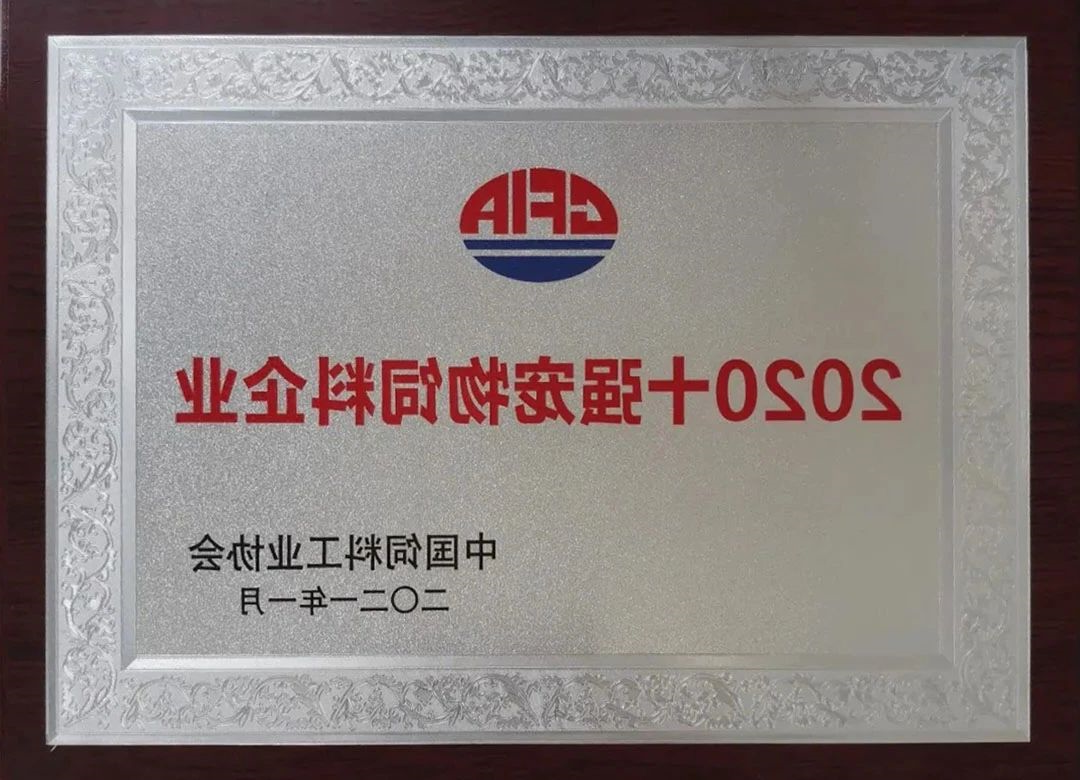 CFIA
2020十强宠物饲料企业
中国饲料工业协会
二〇二一年一月